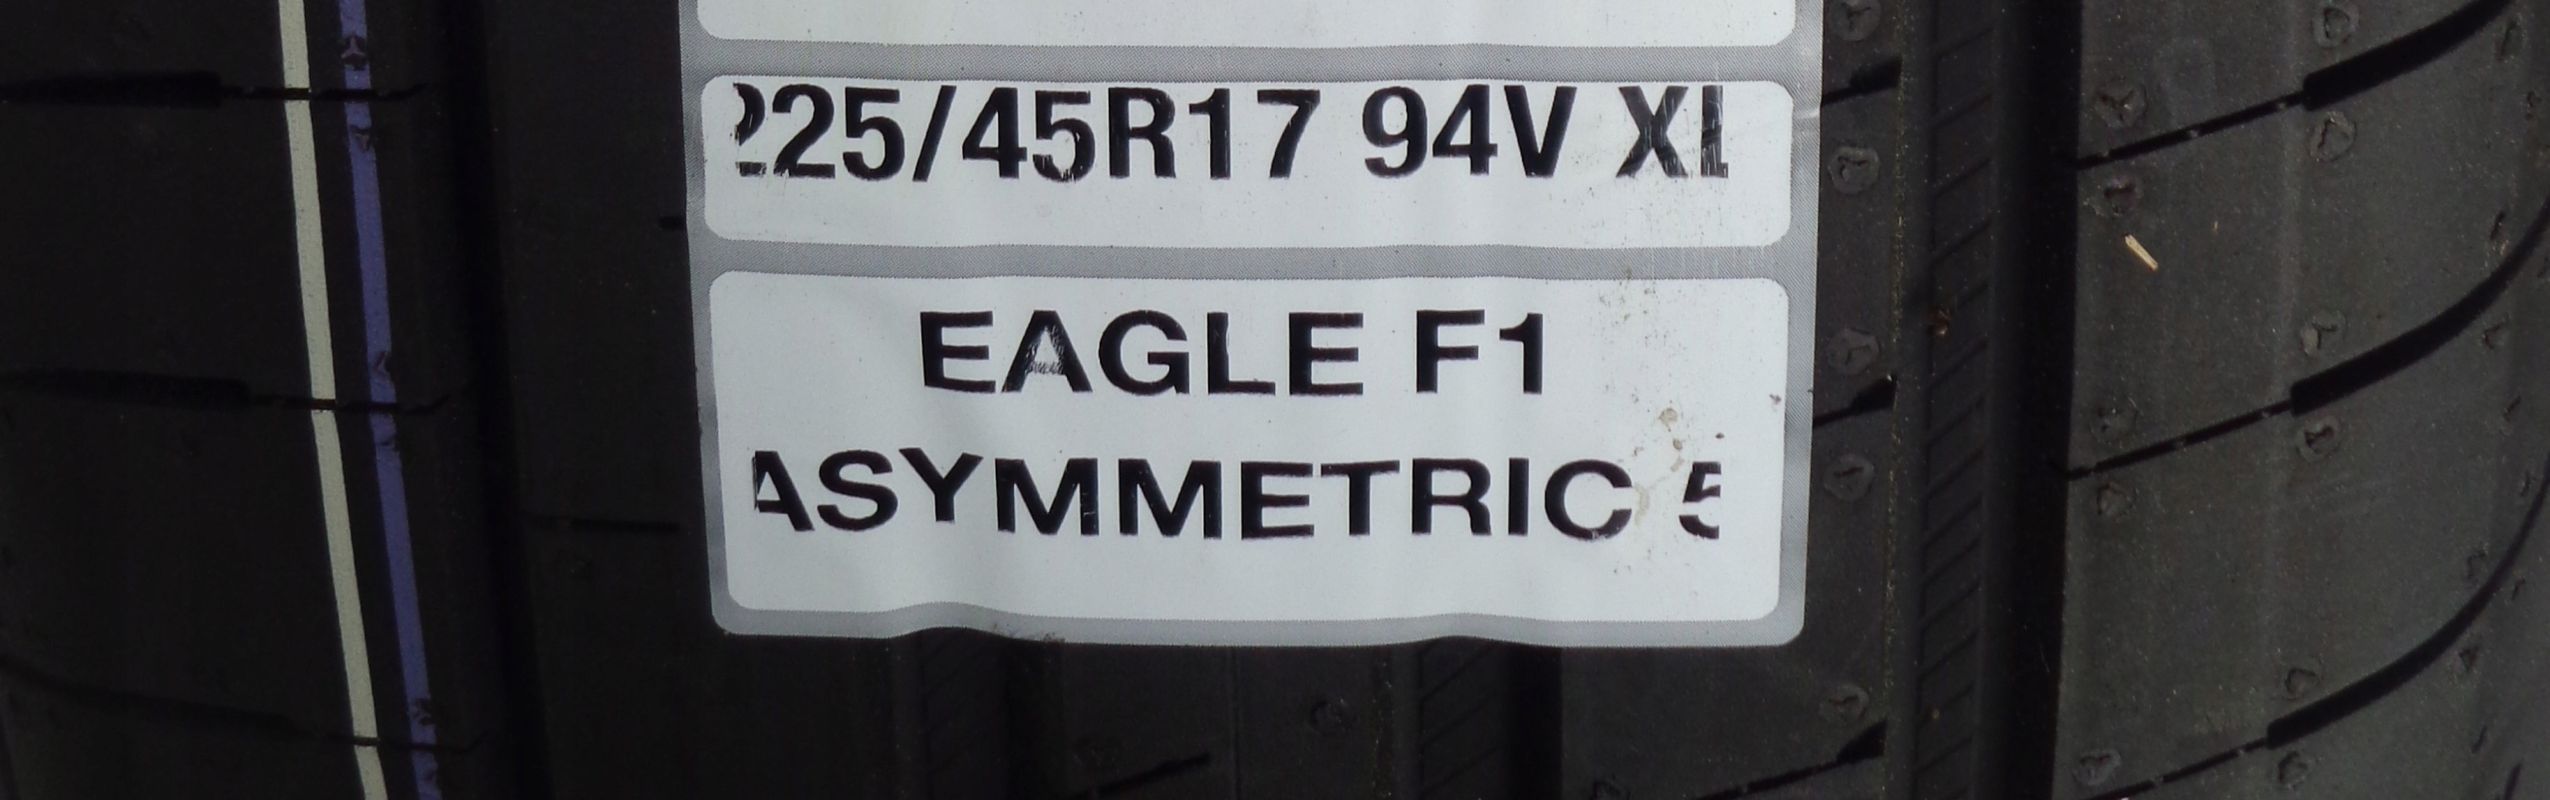 225/45R17 94V XL
EAGLE F1
ASYMMETRIC 5